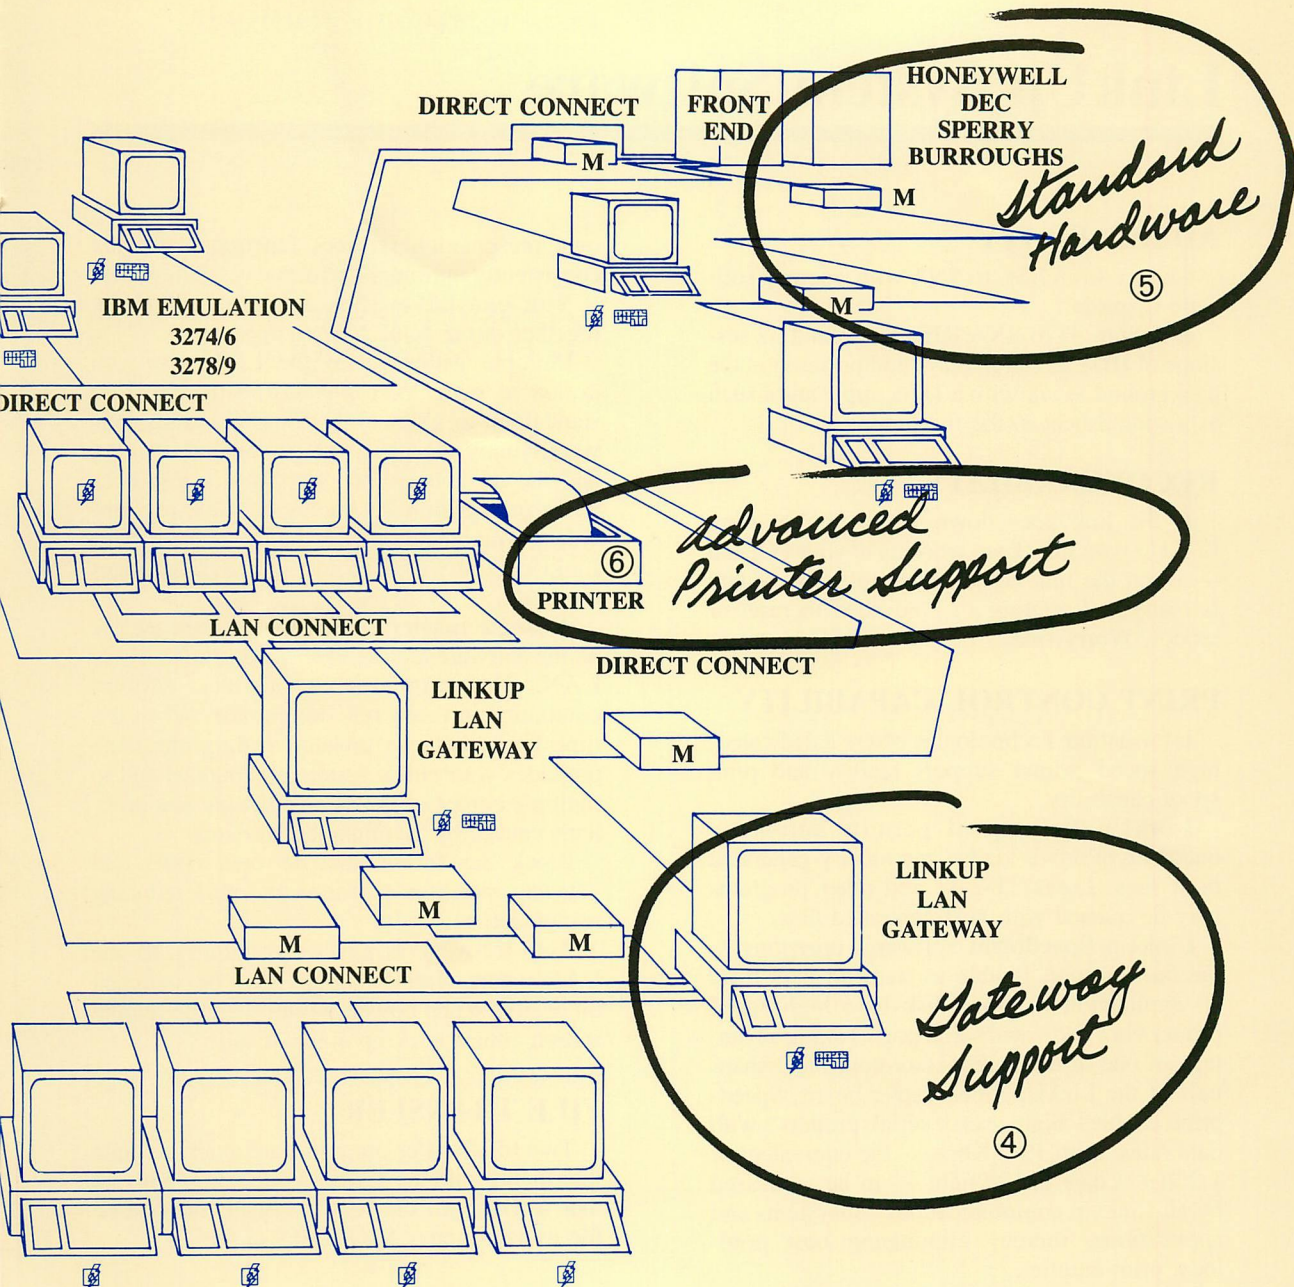 HONEYWELL
DEC
SPERRY
BURROUGHS
DIRECT CONNECT
FRONT
END
M
M
Standard
Hardware
⑤
M
IBM EMULATION
3274/6
3278/9
DIRECT CONNECT
Advanced
Printer Support
⑥
PRINTER
LAN CONNECT
DIRECT CONNECT
LINKUP
LAN
GATEWAY
M
LINKUP
LAN
GATEWAY
M
M
M
LAN CONNECT
Gateway
Support
④